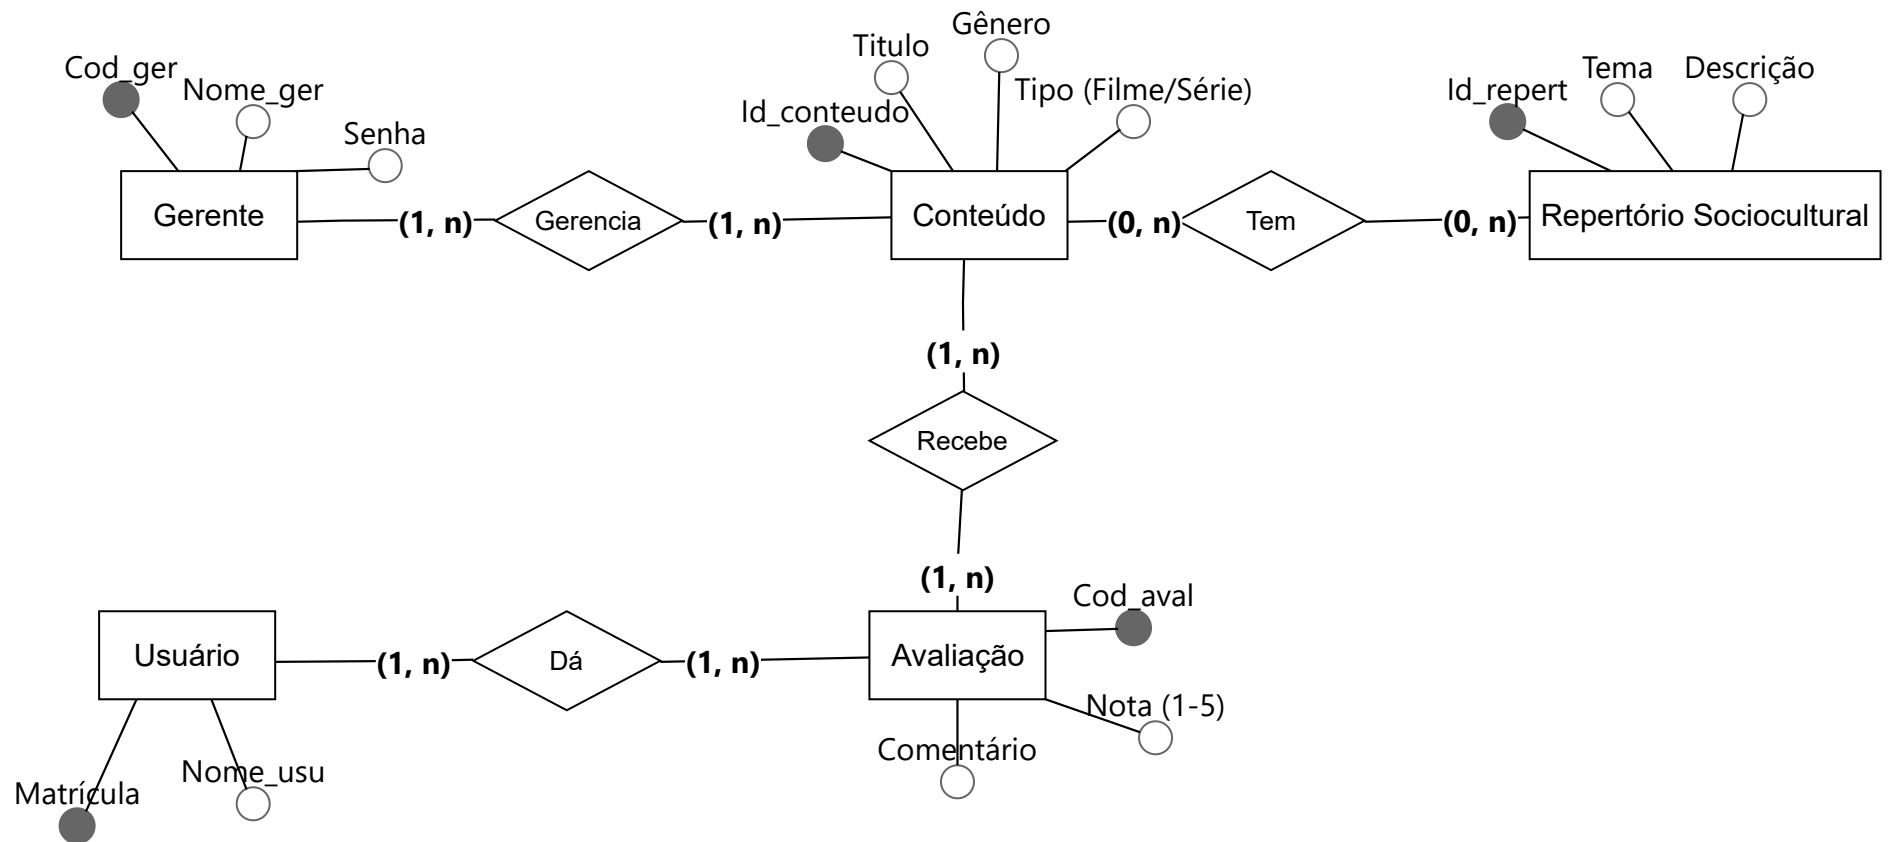 Gênero
Titulo
Cod_ger
Nome_ger
Tipo (Filme/Série)
Id_repert
Tema
Descrição
Id_conteudo
Senha
Gerente
(1, n)
Gerencia
(1, n)
Conteúdo
(0, n)
Tem
(0, n)
Repertório Sociocultural
(1, n)
Recebe
(1, n)
Cod_aval
Usuário
(1, n)
Dá
(1, n)
Avaliação
Nota (1-5)
Comentário
Nome_usu
Matrícula